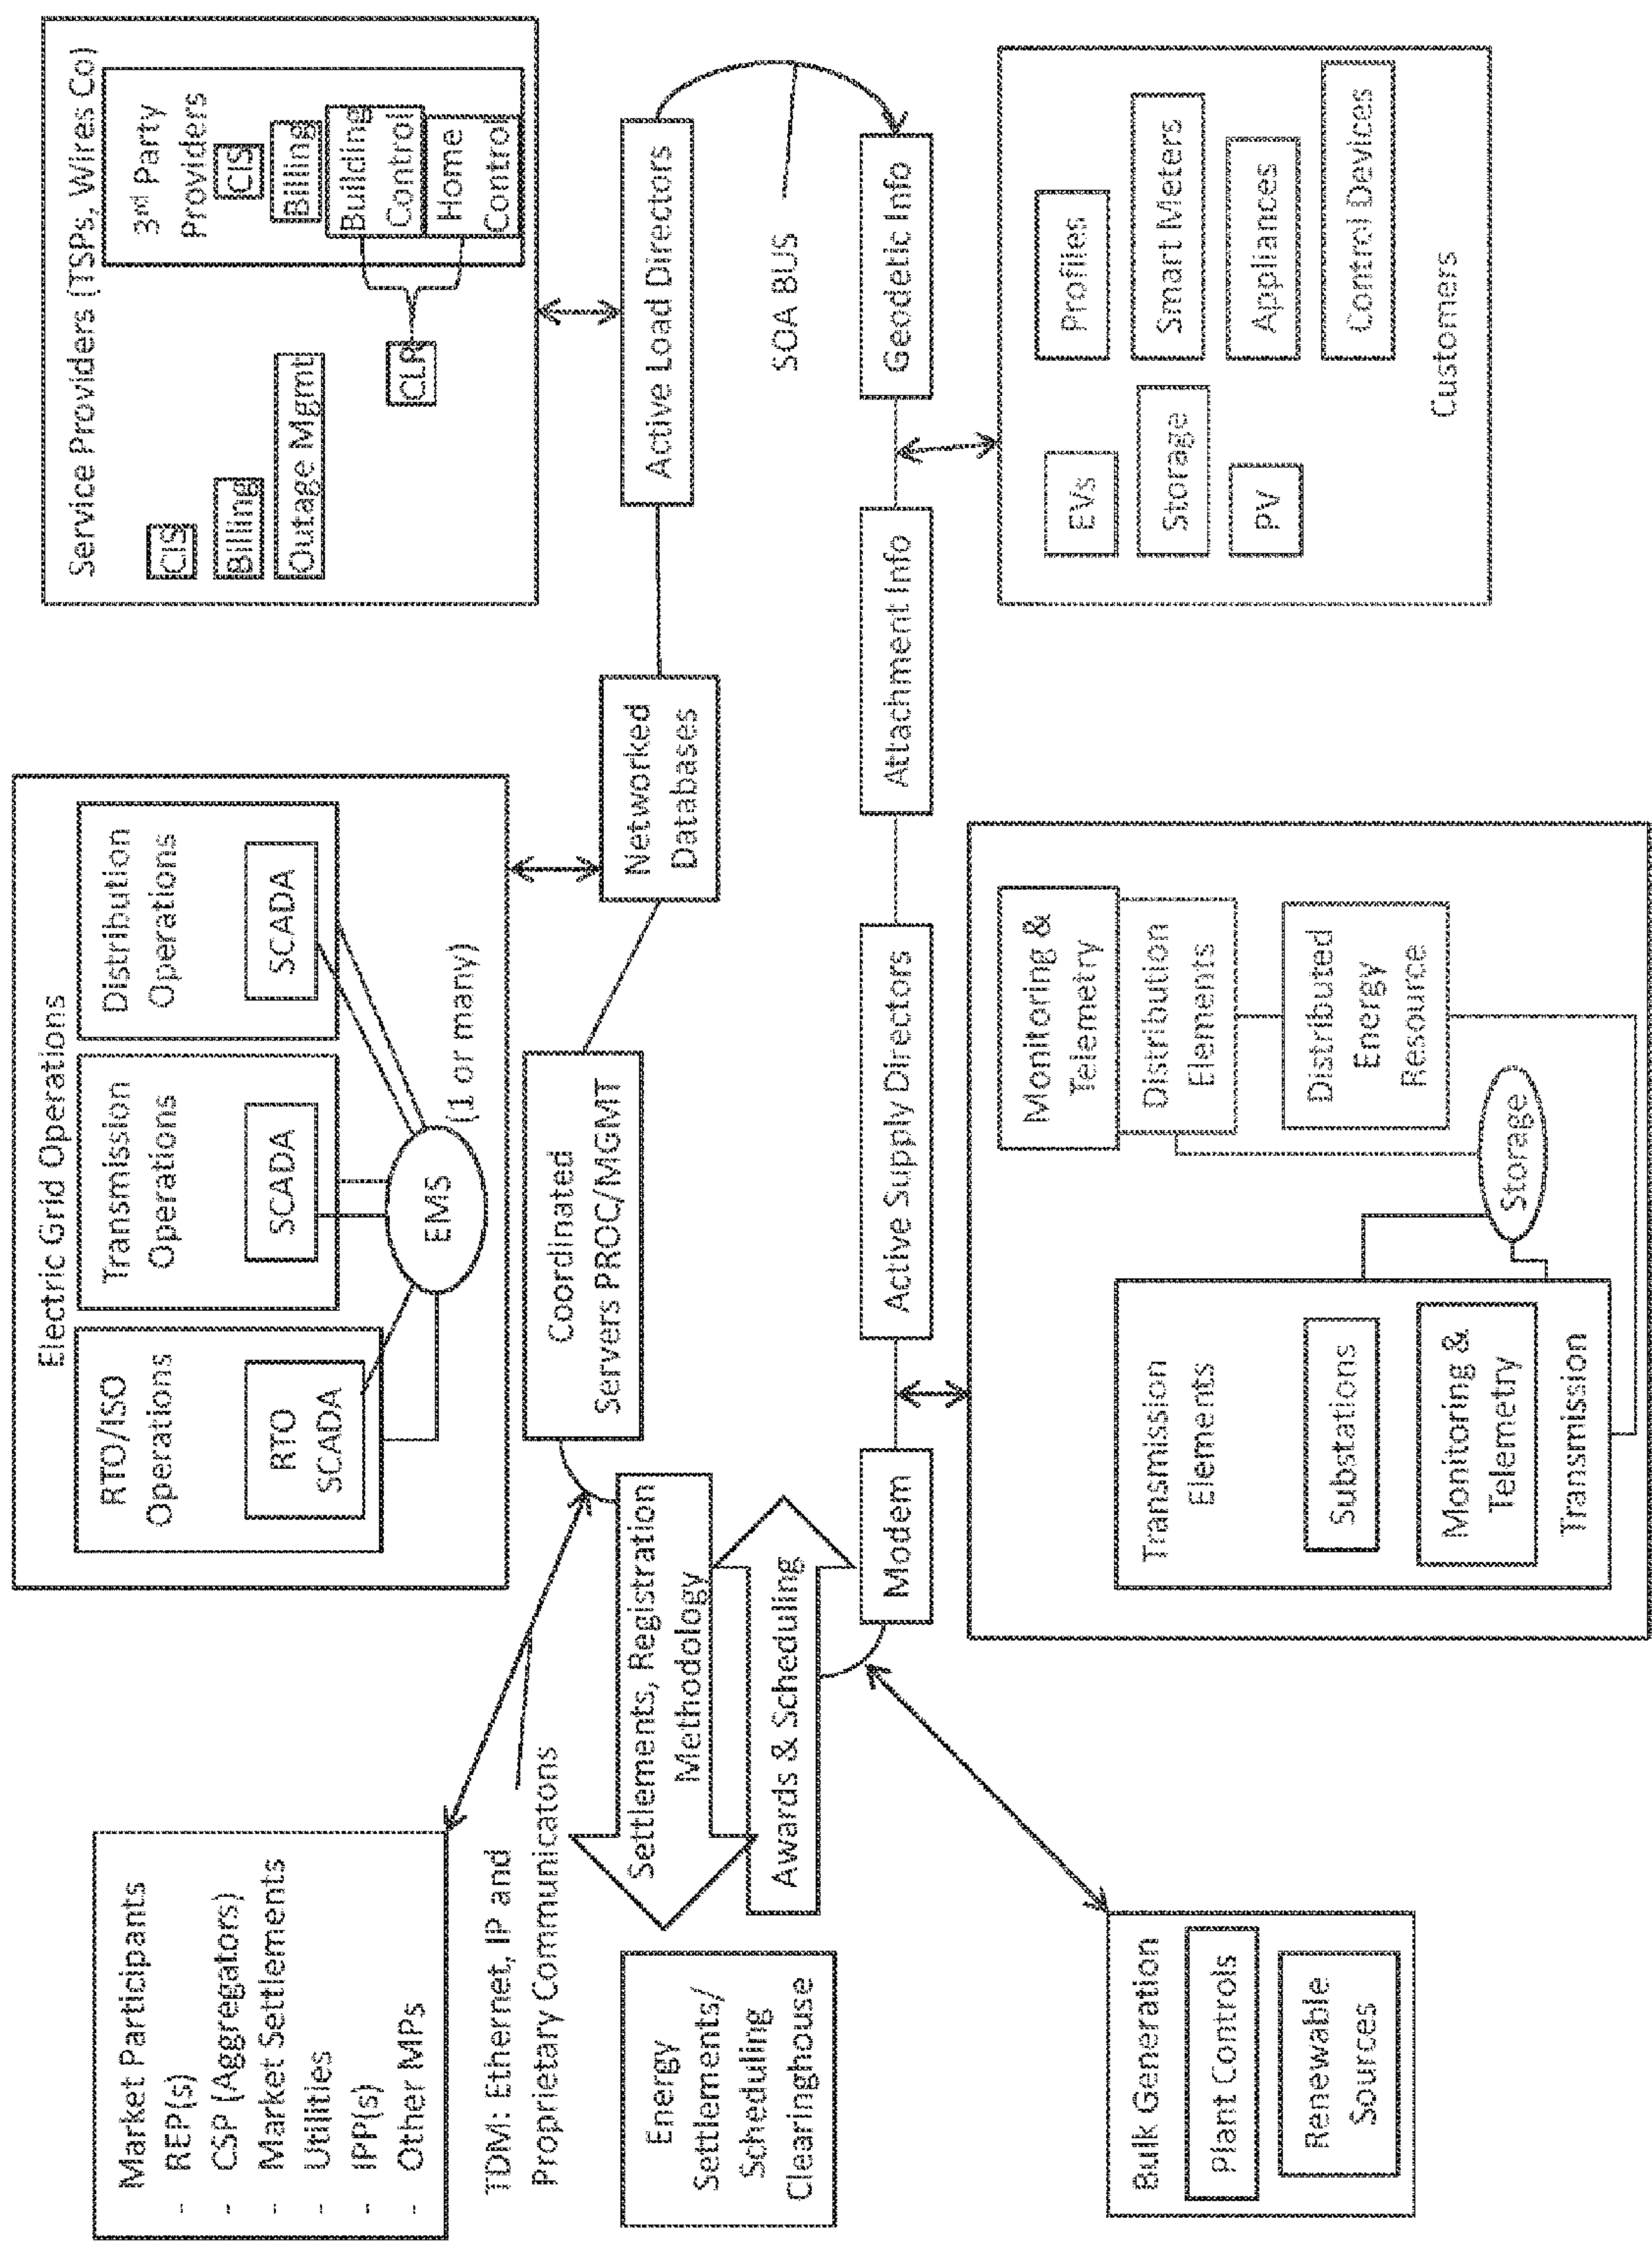 Market Participants
- REP(s)
- CSP (Aggregators)
- Market Settlements
- Utilities
- IPP(s)
- Other MPs
TDM: Ethernet, IP and
Proprietary Communicatons
Electric Grid Operations
RTO/ISO
Operations
RTO
SCADA
Transmission
Operations
SCADA
Distribution
Operations
SCADA
EMS
(1 or many)
Service Providers (TSPs, Wires Co)
CIS
Billing
Outage Mgmt
CLR
3rd Party
Providers
CIS
Billing
Building
Control
Home
Control
Energy
Settlements/
Scheduling
Clearinghouse
Settlements, Registration
Methodology
Awards & Scheduling
Coordinated
Servers PROC/MGMT
Networked
Databases
Active Load Directors
SOA BUS
Modem
Active Supply Directors
Attachment Info
Geodetic Info
Bulk Generation
Plant Controls
Renewable
Sources
Transmission
Elements
Substations
Monitoring &
Telemetry
Transmission
Monitoring &
Telemetry
Distribution
Elements
Distributed
Energy
Resource
Storage
EVs
Storage
PV
Profiles
Smart Meters
Appliances
Control Devices
Customers